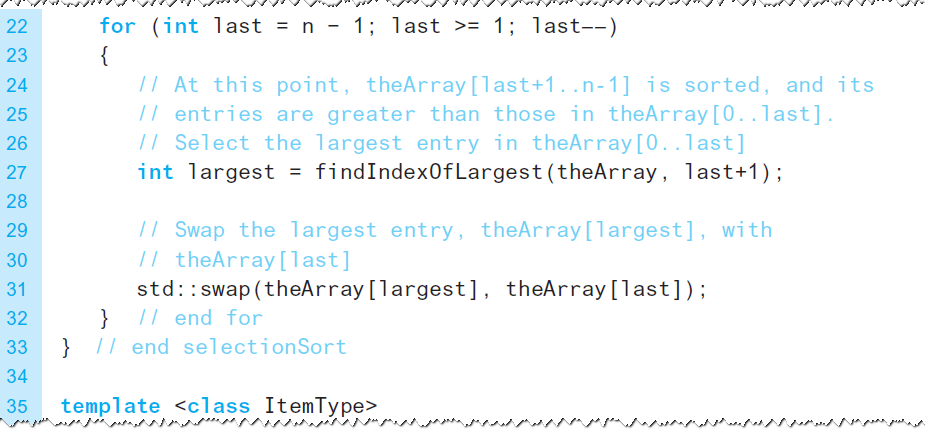 22 for (int last = n − 1; last >= 1; last−−)
23 {
24 // At this point, theArray[last+1..n-1] is sorted, and its
25 // entries are greater than those in theArray[0..last].
26 // Select the largest entry in theArray[0..last]
27 int largest = findIndexOfLargest(theArray, last+1);
28
29 // Swap the largest entry, theArray[largest], with
30 // theArray[last]
31 std::swap(theArray[largest], theArray[last]);
32 } // end for
33 } // end selectionSort
34
35 template <class ItemType>